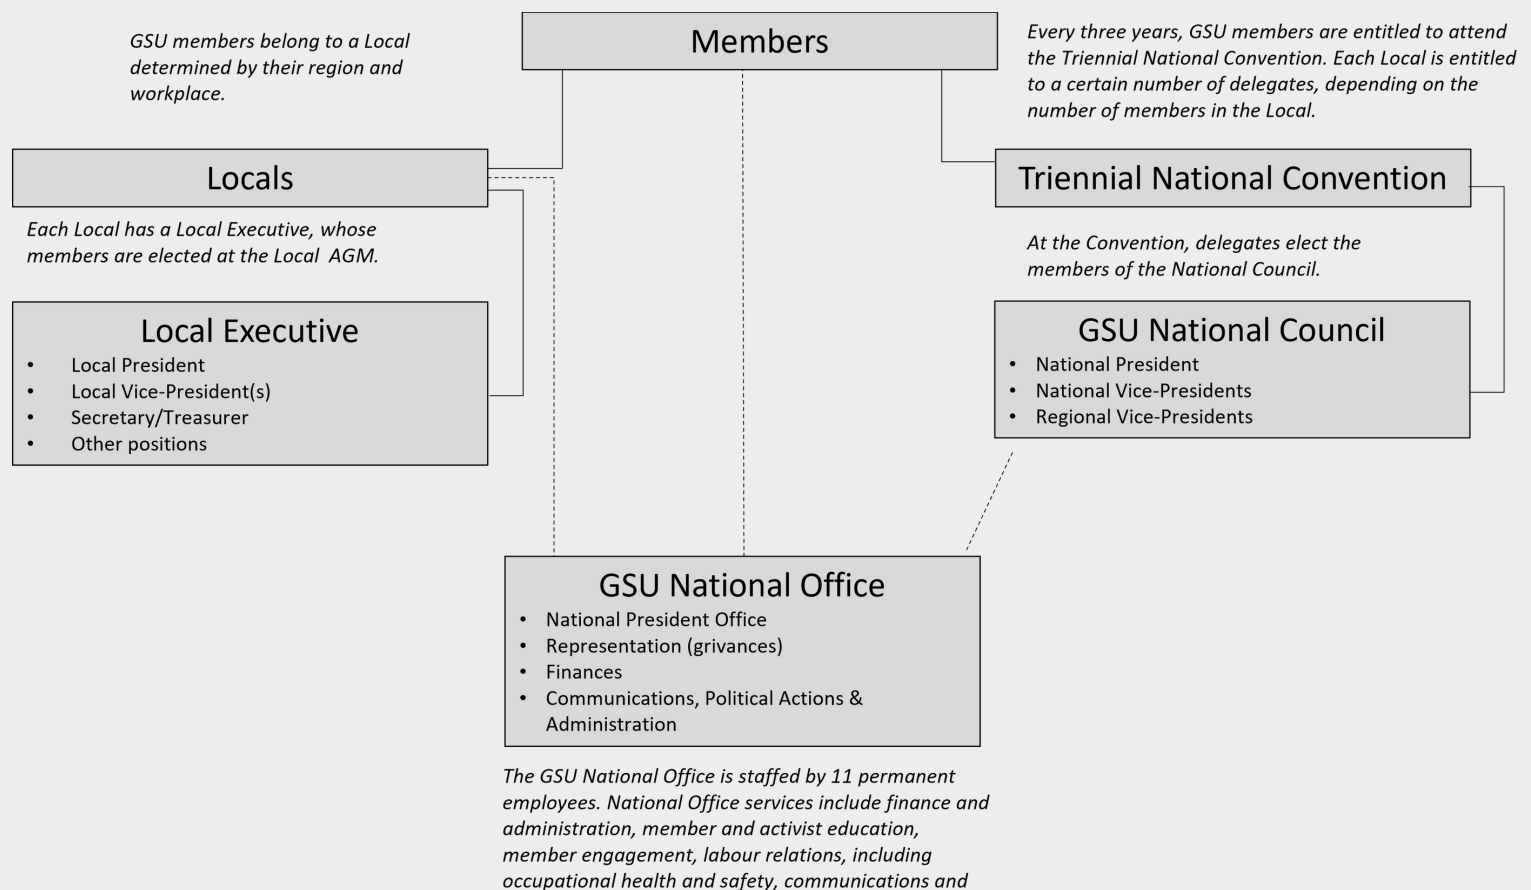 Members
GSU members belong to a Local
determined by their region and
workplace.
Every three years, GSU members are entitled to attend
the Triennial National Convention. Each Local is entitled
to a certain number of delegates, depending on the
number of members in the Local.
Locals
Triennial National Convention
Each Local has a Local Executive, whose
members are elected at the Local  AGM.
At the Convention, delegates elect the
members of the National Council.
Local Executive
• Local President
• Local Vice-President(s)
• Secretary/Treasurer
• Other positions
GSU National Council
• National President
• National Vice-Presidents
• Regional Vice-Presidents
GSU National Office
• National President Office
• Representation (grivances)
• Finances
• Communications, Political Actions &
Administration
The GSU National Office is staffed by 11 permanent
employees. National Office services include finance and
administration, member and activist education,
member engagement, labour relations, including
occupational health and safety, communications and